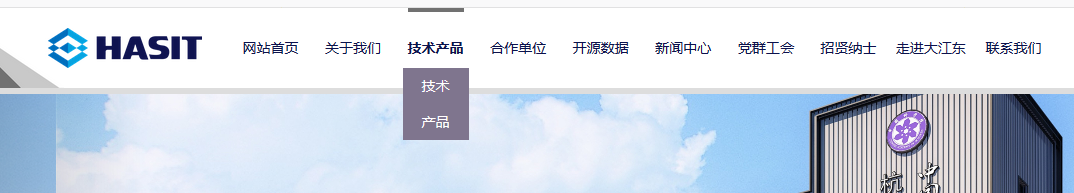 HASIT
网站首页 关于我们 技术产品 合作单位 开源数据 新闻中心 党群工会 招贤纳士 走进大江东 联系我们
技术
产品
中
杭